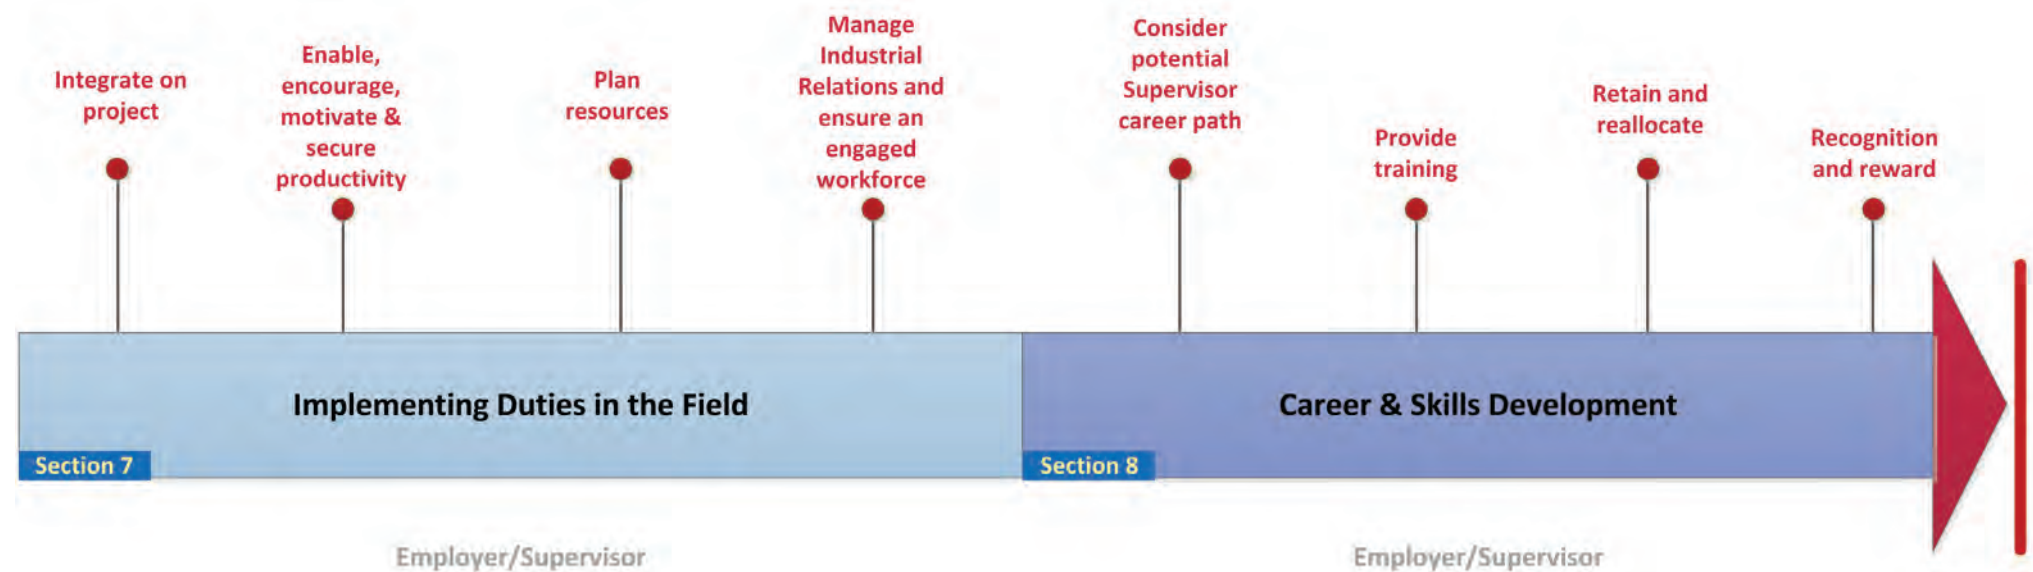 Integrate on
project
Enable,
encourage,
motivate &
secure
productivity
Plan
resources
Manage
Industrial
Relations and
ensure an
engaged
workforce
Consider
potential
Supervisor
career path
Provide
training
Retain and
reallocate
Recognition
and reward
Implementing Duties in the Field
Section 7
Career & Skills Development
Section 8
Employer/Supervisor
Employer/Supervisor